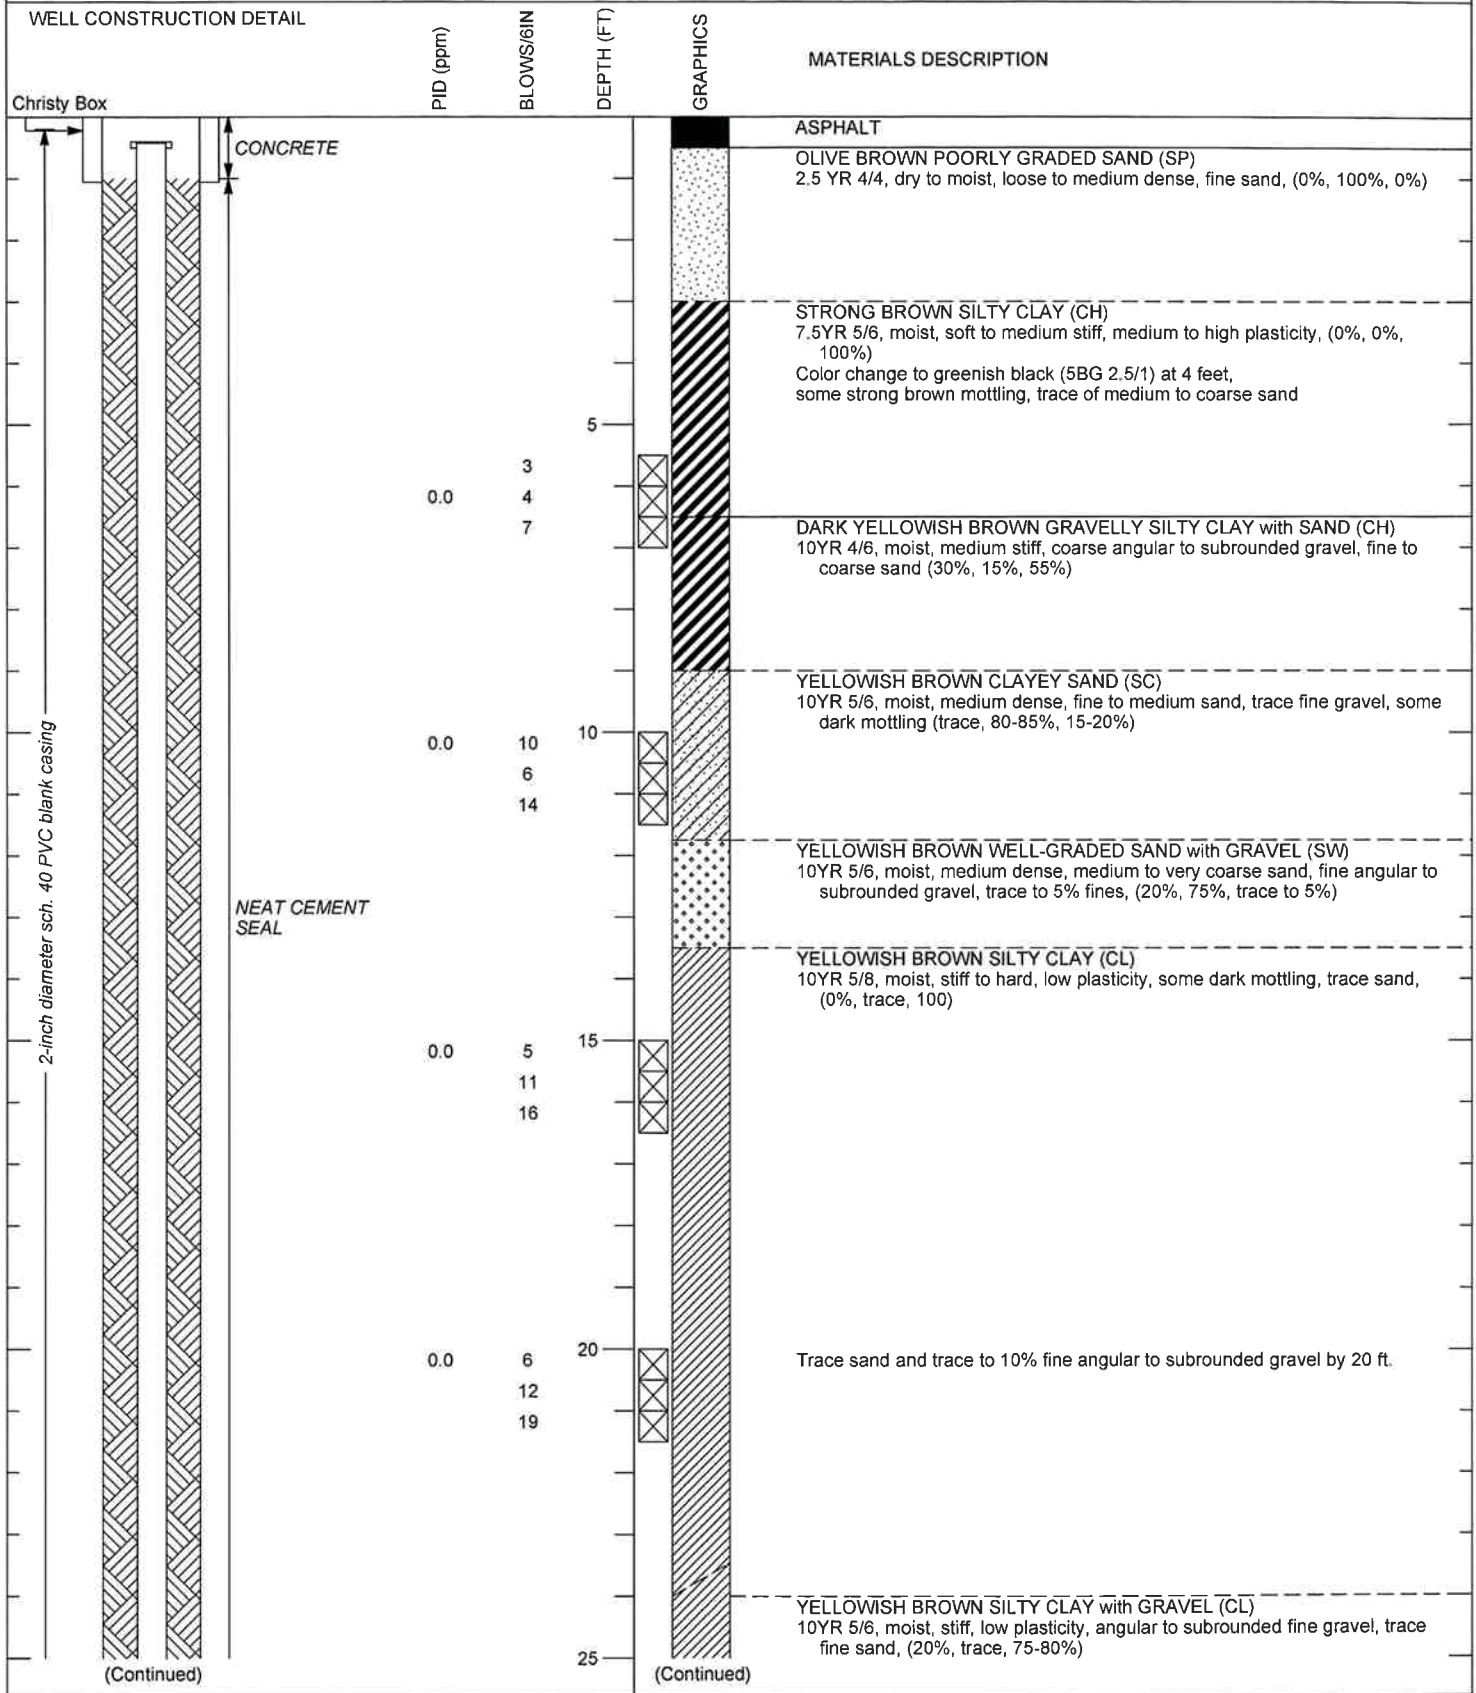 WELL CONSTRUCTION DETAIL
PID (ppm)
BLOWS/6IN
DEPTH (FT)
GRAPHICS
MATERIALS DESCRIPTION
Christy Box
CONCRETE
ASPHALT
OLIVE BROWN POORLY GRADED SAND (SP)
2.5 YR 4/4, dry to moist, loose to medium dense, fine sand, (0%, 100%, 0%)
STRONG BROWN SILTY CLAY (CH)
7.5YR 5/6, moist, soft to medium stiff, medium to high plasticity, (0%, 0%,
100%)
Color change to greenish black (5BG 2.5/1) at 4 feet,
some strong brown mottling, trace of medium to coarse sand
5
3
0.0 4
7
DARK YELLOWISH BROWN GRAVELLY SILTY CLAY with SAND (CH)
10YR 4/6, moist, medium stiff, coarse angular to subrounded gravel, fine to
coarse sand (30%, 15%, 55%)
YELLOWISH BROWN CLAYEY SAND (SC)
10YR 5/6, moist, medium dense, fine to medium sand, trace fine gravel, some
dark mottling (trace, 80-85%, 15-20%)
2-inch diameter sch. 40 PVC blank casing
0.0 10 10
6
14
YELLOWISH BROWN WELL-GRADED SAND with GRAVEL (SW)
10YR 5/6, moist, medium dense, medium to very coarse sand, fine angular to
subrounded gravel, trace to 5% fines, (20%, 75%, trace to 5%)
NEAT CEMENT
SEAL
YELLOWISH BROWN SILTY CLAY (CL)
10YR 5/8, moist, stiff to hard, low plasticity, some dark mottling, trace sand,
(0%, trace, 100)
0.0 5 15
11
16
0.0 6 20
Trace sand and trace to 10% fine angular to subrounded gravel by 20 ft.
12
19
YELLOWISH BROWN SILTY CLAY with GRAVEL (CL)
10YR 5/6, moist, stiff, low plasticity, angular to subrounded fine gravel, trace
fine sand, (20%, trace, 75-80%)
25
(Continued)
(Continued)